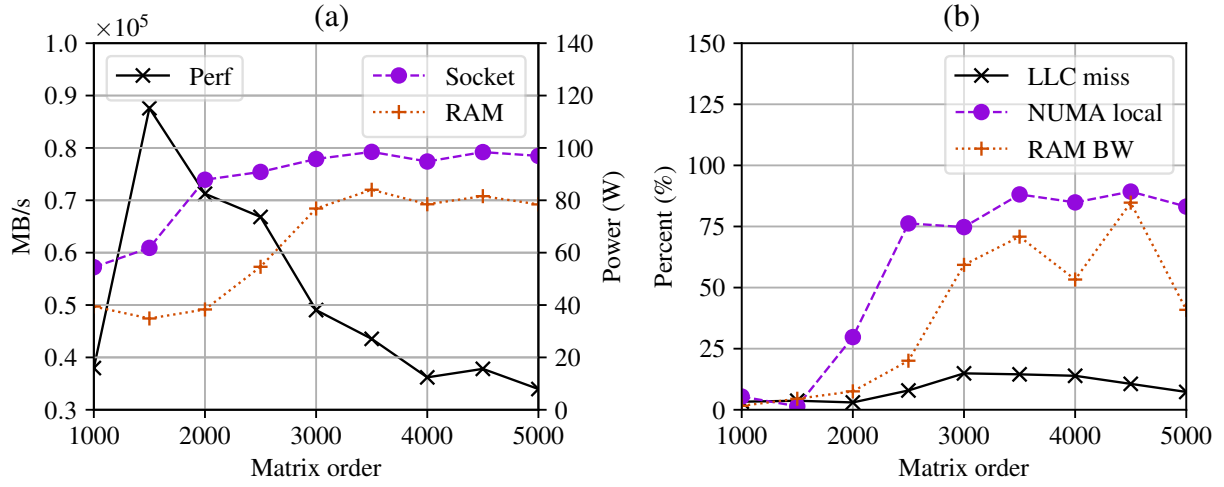 (a)
×10⁵
1.0
0.9
0.8
0.7
0.6
0.5
0.4
0.3
MB/s
Perf
Socket
RAM
140
120
100
80
60
40
20
0
Power (W)
1000 2000 3000 4000 5000
Matrix order
(b)
150
125
100
75
50
25
0
Percent (%)
LLC miss
NUMA local
RAM BW
1000 2000 3000 4000 5000
Matrix order